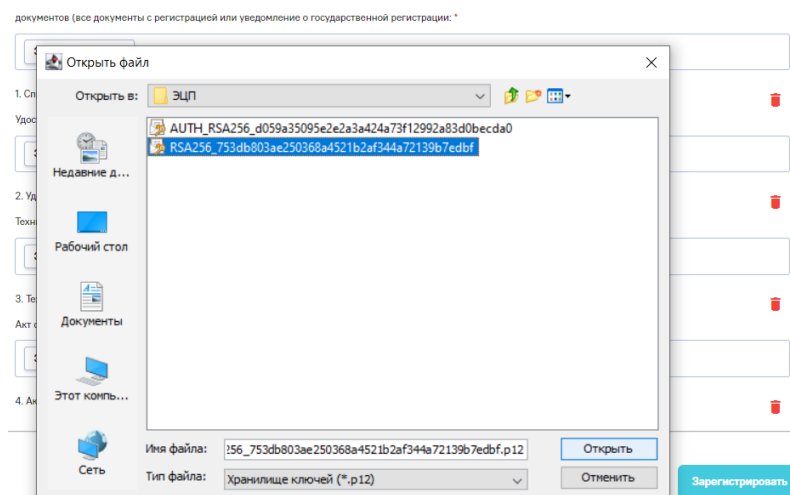 документов (все документы с регистрацией или уведомление о государственной регистрации: *
Открыть файл
1. Сп
Открыть в:
ЭЦП
Удос
AUTH_RSA256_d059a35095e2e2a3a424a73f12992a83d0becda0
RSA256_753db803ae250368a4521b2af344a72139b7edbf
Недавние д...
2. Уд
Техн
Рабочий стол
3. Те
Документы
Акт о
Этот компь...
4. Ак
Имя файла:
256_753db803ae250368a4521b2af344a72139b7edbf.p12
Открыть
Сеть
Тип файла:
Хранилище ключей (*.p12)
Отменить
Зарегистрировать